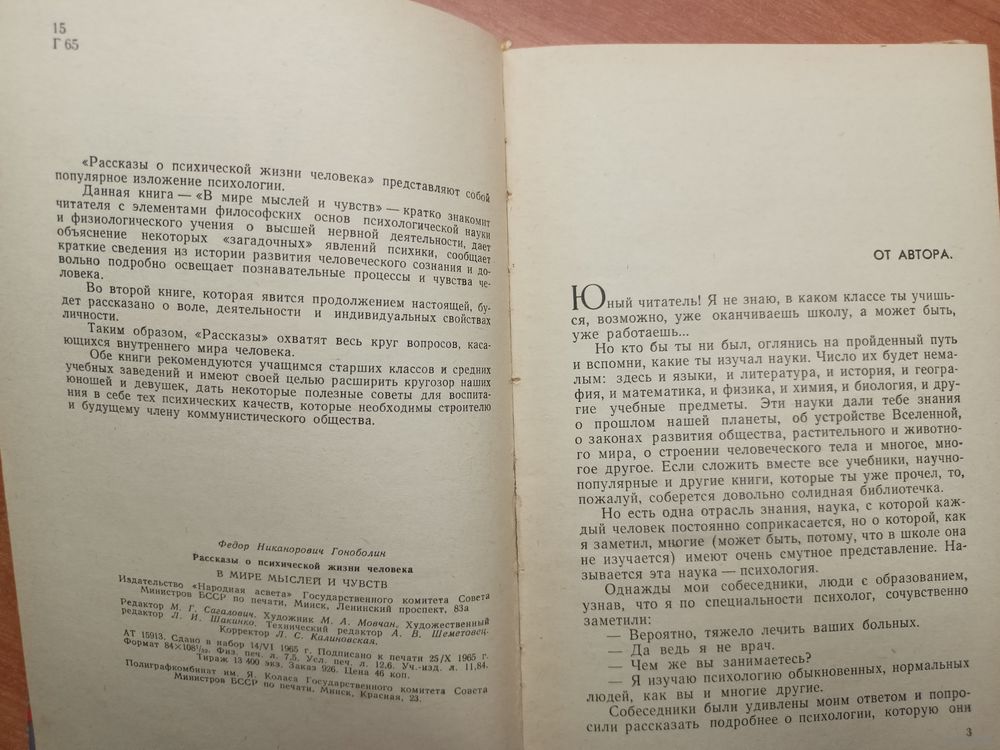 15
Г 65
«Рассказы о психической жизни человека» представляют собой
популярное изложение психологии.
Данная книга — «В мире мыслей и чувств» — кратко знакомит
читателя с элементами философских основ психологической науки
и физиологического учения о высшей нервной деятельности, дает
объяснение некоторых «загадочных» явлений психики, сообщает
краткие сведения из истории развития человеческого сознания и до-
вольно подробно освещает познавательные процессы и чувства че-
ловека.
Во второй книге, которая явится продолжением настоящей, бу-
дет рассказано о воле, деятельности и индивидуальных свойствах
личности.
Таким образом, «Рассказы» охватят весь круг вопросов, каса-
ющихся внутреннего мира человека.
Обе книги рекомендуются учащимся старших классов и средних
учебных заведений и имеют своей целью расширить кругозор наших
юношей и девушек, дать некоторые полезные советы для воспита-
ния в себе тех психических качеств, которые необходимы строителю
и будущему члену коммунистического общества.
Федор Никанорович Гоноболин
Рассказы о психической жизни человека
В МИРЕ МЫСЛЕЙ И ЧУВСТВ
Издательство «Народная асвета» Государственного комитета Совета
Министров БССР по печати, Минск, Ленинский проспект, 83а
Редактор М. Г. Сагалович. Художник М. А. Мовчан. Художественный
редактор Л. И. Шакинко. Технический редактор А. В. Шеметовец.
Корректор Л. С. Калиновская.
АТ 15913. Сдано в набор 14/VI 1965 г. Подписано к печати 25/X 1965 г.
Формат 84×108¹/₃₂. Физ. печ. л. 7,5. Усл. печ. л. 12,6. Уч.-изд. л. 11,84.
Тираж 13 400 экз. Заказ 926. Цена 46 коп.
Полиграфкомбинат им. Я. Коласа Государственного комитета Совета
Министров БССР по печати, Минск, Красная, 23.
ОТ АВТОРА.
Юный читатель! Я не знаю, в каком классе ты учишь-
ся, возможно, уже оканчиваешь школу, а может быть,
уже работаешь...
Но кто бы ты ни был, оглянись на пройденный путь
и вспомни, какие ты изучал науки. Число их будет нема-
лым: здесь и языки, и литература, и история, и геогра-
фия, и математика, и физика, и химия, и биология, и дру-
гие учебные предметы. Эти науки дали тебе знания
о прошлом нашей планеты, об устройстве Вселенной,
о законах развития общества, растительного и животно-
го мира, о строении человеческого тела и многое, мно-
гое другое. Если сложить вместе все учебники, научно-
популярные и другие книги, которые ты уже прочел, то,
пожалуй, соберется довольно солидная библиотечка.
Но есть одна отрасль знания, наука, с которой каж-
дый человек постоянно соприкасается, но о которой, как
я заметил, многие (может быть, потому, что в школе она
не изучается) имеют очень смутное представление. На-
зывается эта наука — психология.
Однажды мои собеседники, люди с образованием,
узнав, что я по специальности психолог, сочувственно
заметили:
— Вероятно, тяжело лечить ваших больных.
— Да ведь я не врач.
— Чем же вы занимаетесь?
— Я изучаю психологию обыкновенных, нормальных
людей, как вы и многие другие.
Собеседники были удивлены моим ответом и попро-
сили рассказать подробнее о психологии, которую они
3